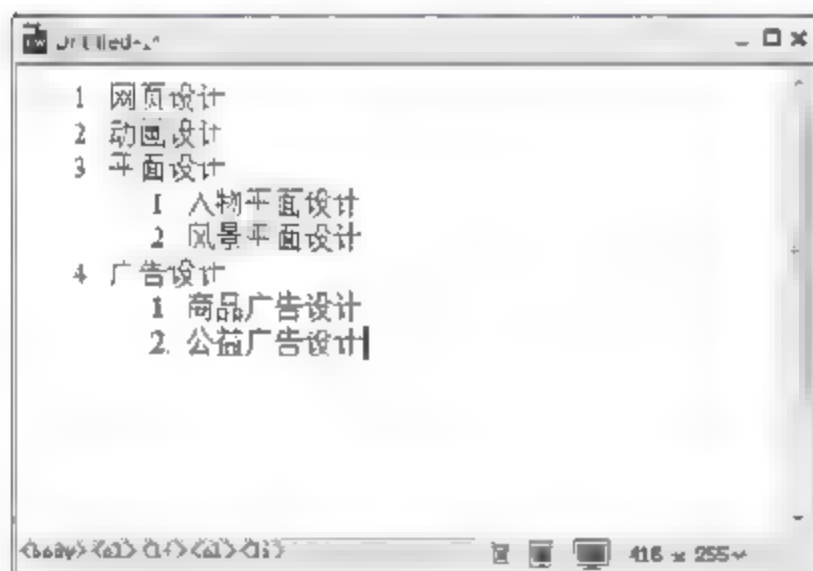 1 网页设计
2 动画设计
3 平面设计
1 人物平面设计
2 风景平面设计
4 广告设计
1 商品广告设计
2. 公益广告设计
<body> <ol> <li> <ol> <li>
416 x 255